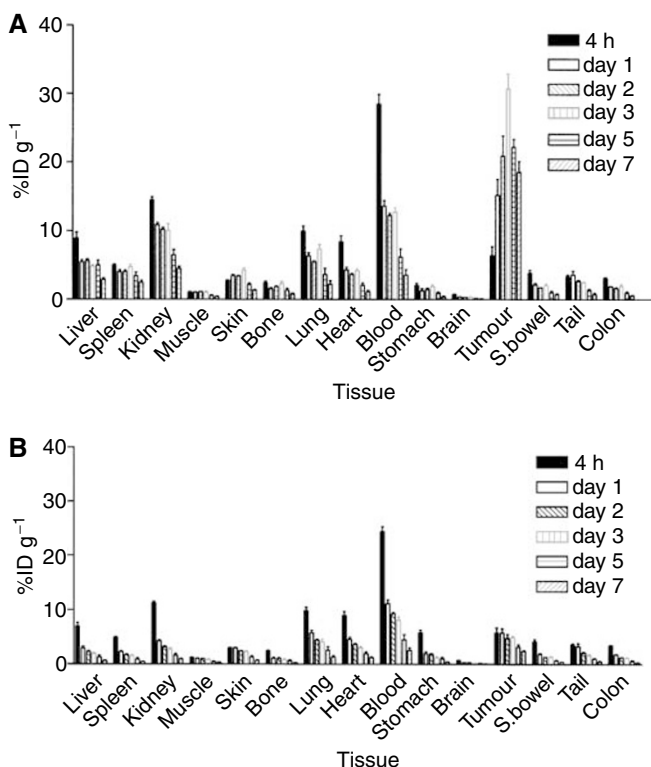 A
40
30
20
10
0
%ID g⁻¹
4 h
day 1
day 2
day 3
day 5
day 7
Liver
Spleen
Kidney
Muscle
Skin
Bone
Lung
Heart
Blood
Stomach
Brain
Tumour
S.bowel
Tail
Colon
Tissue
B
40
30
20
10
0
%ID g⁻¹
4 h
day 1
day 2
day 3
day 5
day 7
Liver
Spleen
Kidney
Muscle
Skin
Bone
Lung
Heart
Blood
Stomach
Brain
Tumour
S.bowel
Tail
Colon
Tissue